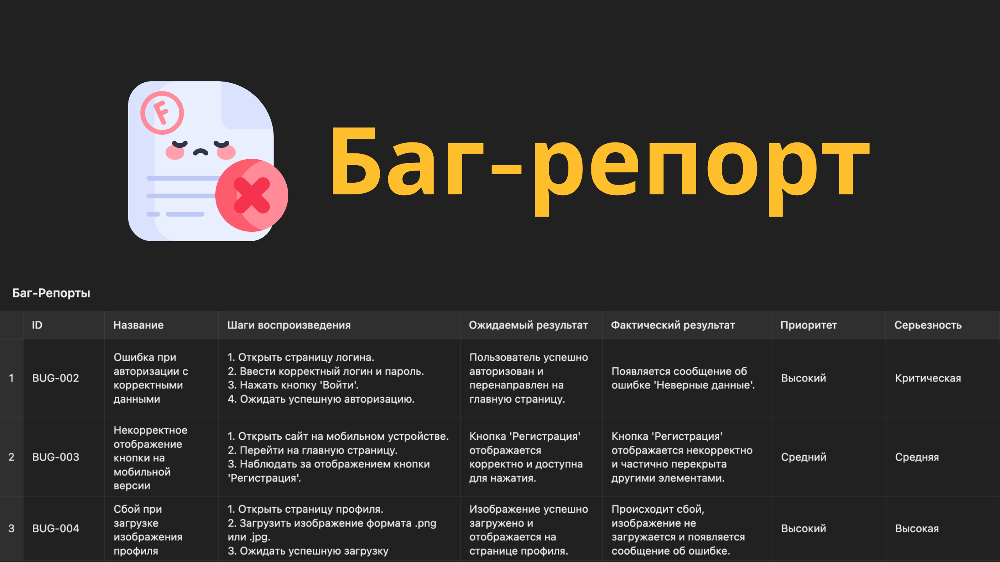 F
Баг-репорт
Баг-Репорты
ID
Название
Шаги воспроизведения
Ожидаемый результат
Фактический результат
Приоритет
Серьезность
1
BUG-002
Ошибка при
авторизации с
корректными
данными
1. Открыть страницу логина.
2. Ввести корректный логин и пароль.
3. Нажать кнопку 'Войти'.
4. Ожидать успешную авторизацию.
Пользователь успешно
авторизован и
перенаправлен на
главную страницу.
Появляется сообщение об
ошибке 'Неверные данные'.
Высокий
Критическая
2
BUG-003
Некорректное
отображение
кнопки на
мобильной
версии
1. Открыть сайт на мобильном устройстве.
2. Перейти на главную страницу.
3. Наблюдать за отображением кнопки
'Регистрация'.
Кнопка 'Регистрация'
отображается
корректно и доступна
для нажатия.
Кнопка 'Регистрация'
отображается некорректно
и частично перекрыта
другими элементами.
Средний
Средняя
3
BUG-004
Сбой при
загрузке
изображения
профиля
1. Открыть страницу профиля.
2. Загрузить изображение формата .png
или .jpg.
3. Ожидать успешную загрузку
Изображение успешно
загружено и
отображается на
странице профиля.
Происходит сбой,
изображение не
загружается и появляется
сообщение об ошибке.
Высокий
Высокая